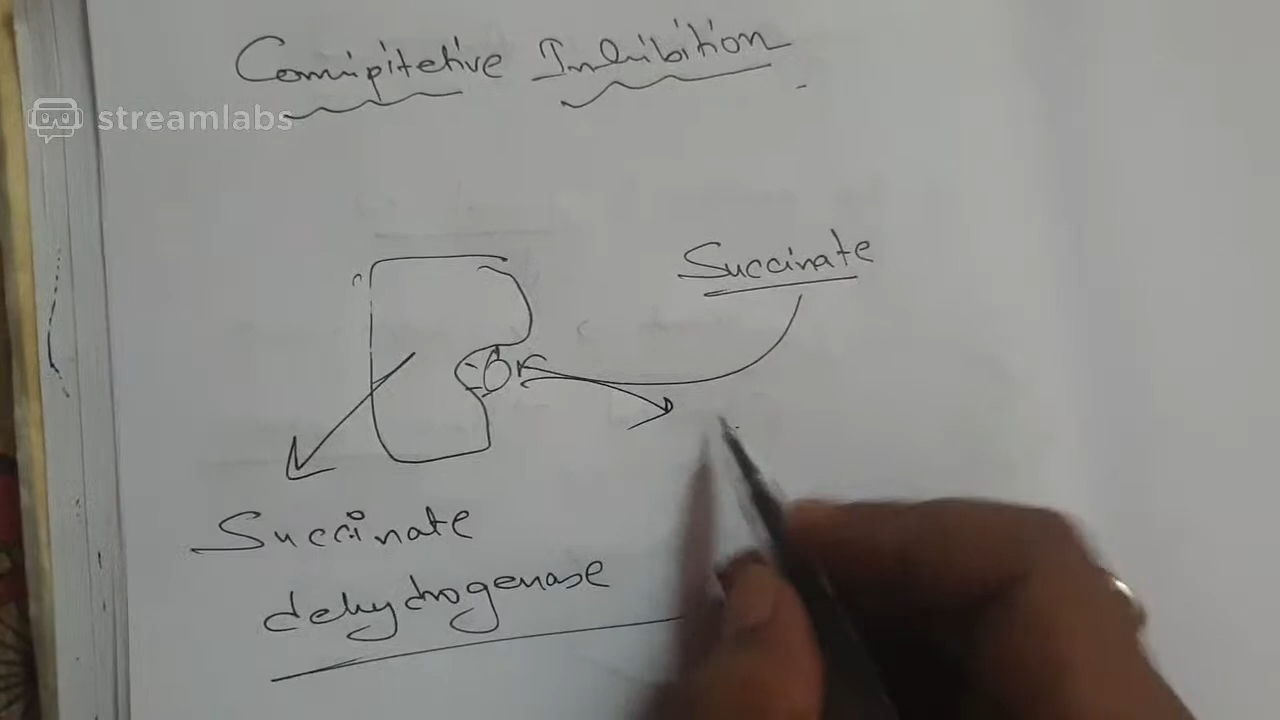 Comipitetive Inhibition
streamlabs
Succinate
Succinate
dehydrogenase